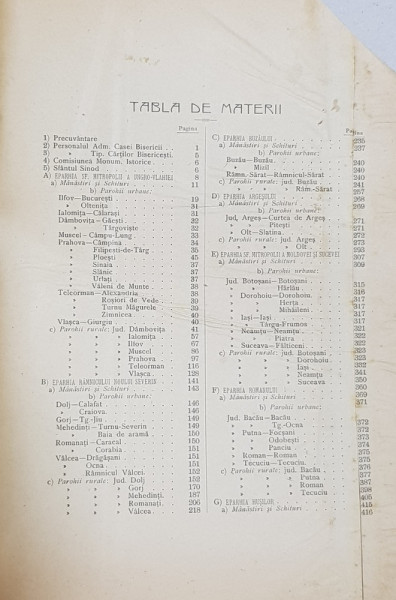 TABLA DE MATERII
Pagina
1) Precuvântare
2) Personalul Adm. Casei Bisericii . . 1
3) „ Tip. Cărților Bisericești. 5
4) Comisiunea Monum. Istorice . . 6
5) Sfântul Sinod . . . . 6
A) EPARHIA SF. MITROPOLII A UNGRO-VLAHIEI 8
a) Mănăstiri și Schituri . . 11
b) Parohii urbane:
Ilfov—București . . . 19
„ Oltenița . . . 31
Ialomița—Călărași . . 31
Dâmbovița—Găești . . . 32
„ Târgoviște . . 32
Muscel—Câmpu-Lung . . 33
Prahova—Câmpina . . . 34
„ Filipești-de-Târg . 35
„ Ploești . . . 45
„ Sinaia . . . 37
„ Slănic . . . 37
„ Urlați . . . 37
„ Văleni de Munte . . 38
Teleorman—Alexandria . . 38
„ Roșiori de Vede . 39
„ Turnu Măgurele . 39
„ Zimnicea . . 40
Vlașca—Giurgiu . . . 40
c) Parohii rurale: Jud. Dâmbovița 41
„ „ „ Ialomița 57
„ „ „ Ilfov 67
„ „ „ Muscel 86
„ „ „ Prahova 97
„ „ „ Teleorman 116
„ „ „ Vlașca . 128
B) EPARHIA RÂMNICULUI NOULUI SEVERIN . 141
a) Mănăstiri și Schituri . . 143
b) Parohii urbane
Dolj—Calafat . . . 146
„ Craiova. . . . 146
Gorj—Tg.-Jiu . . . 149
Mehedinți—Turnu-Severin . 149
„ Baia de aramă . . 150
Romanați—Caracal . . . 150
„ Corabia . . 151
Vâlcea—Drăgășani . . 151
„ Ocna . . . 151
„ Râmnicul Vâlcei. . 152
c) Parohii rurale: Jud. Dolj 152
„ „ „ Gorj 170
„ „ „ Mehedinți. 187
„ „ „ Romanați. 206
„ „ „ Vâlcea . 218
Pagina
C) EPARHIA BUZĂULUI . . . 235
a) Mănăstiri și Schituri . . 237
b) Parohii urbane:
Buzău—Buzău. . . . 240
„ Mizil . . . 240
Râmn.-Sărat—Râmnicul-Sărat 240
c) Parohii rurale: jud. Buzău . 241
„ „ „ Râm.-Sărat 257
D) EPARHIA ARGEȘULUI . . . 268
a) Mănăstiri și Schituri . . 269
b) Parohii urbane:
Jud. Argeș—Curtea de Argeș 271
„ „ Pitești . . 271
„ Olt—Slatina . . . 272
c) Parohii rurale: jud. Argeș . 273
„ „ „ Olt . . 293
E) EPARHIA SF. MITROPOLII A MOLDOVEI ȘI SUCEVEI 307
a) Mănăstiri și Schituri . . 309
b) Parohii urbane:
Jud. Botoșani—Botoșani . . 315
„ „ Hârlău . . 316
„ Dorohoiu—Dorohoiu. . 315
„ „ Herța . . 316
„ „ Mihăileni . . 317
„ Iași—Iași . . . 317
„ „ Târgu-Frumos . 321
„ Neamțu—Neamțu . . 321
„ „ Piatra . . 322
„ Suceava—Fălticeni . . 321
c) Parohii rurale: jud. Botoșani. 323
„ „ „ Dorohoiu 323
„ „ „ Iași . 332
„ „ „ Neamțu 341
„ „ „ Suceava 350
F) EPARHIA ROMANULUI . . . 369
a) Mănăstiri și Schituri . . 371
b) Parohii urbane:
Jud. Bacău—Bacău . . 372
„ „ Tg.-Ocna . . 372
„ Putna—Focșani . . 373
„ „ Odobești . . 374
„ „ Panciu . . 375
„ Roman—Roman . . . 375
„ Tecuciu—Tecuciu. . . 376
c) Parohii rurale: jud. Bacău . 377
„ „ „ Putna . 387
„ „ „ Roman . 398
„ „ „ Tecuciu 405
G) EPARHIA HUȘILOR . . . 415
a) Mănăstiri și Schituri . . 416